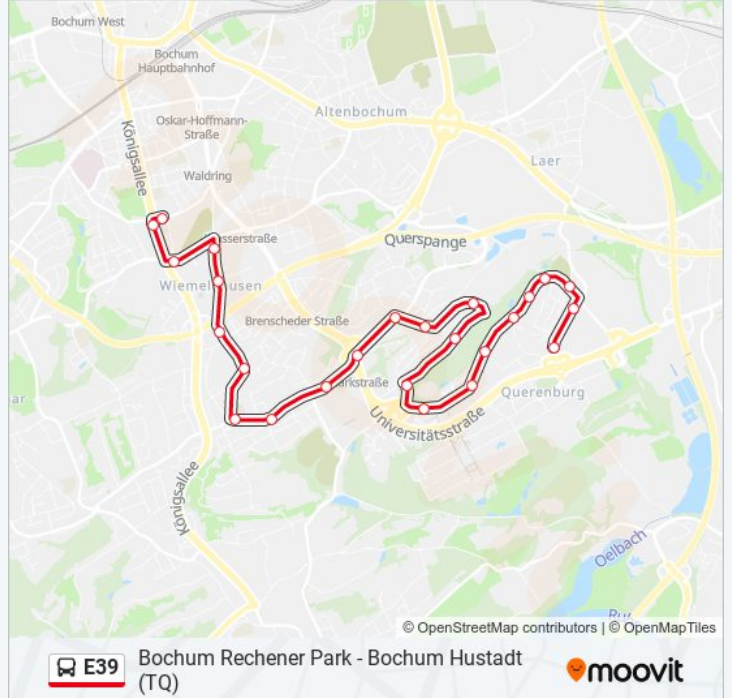 Bochum West
Bochum
Hauptbahnhof
Altenbochum
Oskar-Hoffmann-
Straße
Königsallee
Laer
Waldring
Querspange
Brenscheder Straße
Querenburg
Universitätsstraße
Königsallee
Oelbach
© OpenStreetMap contributors | © OpenMapTiles
E39
Bochum Rechener Park - Bochum Hustadt
(TQ)
moovit